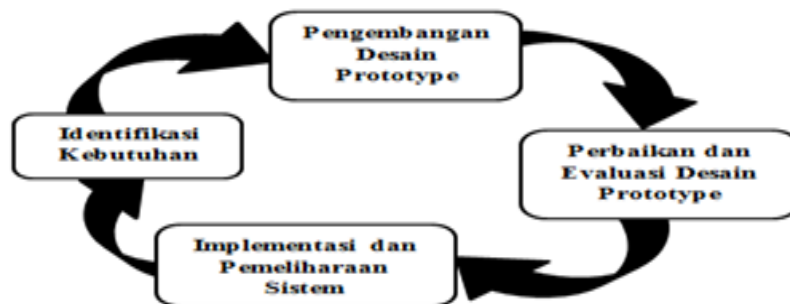 Pengembangan
Desain
Prototype
Identifikasi
Kebutuhan
Perbaikan dan
Evaluasi Desain
Prototype
Implementasi dan
Pemeliharaan
Sistem